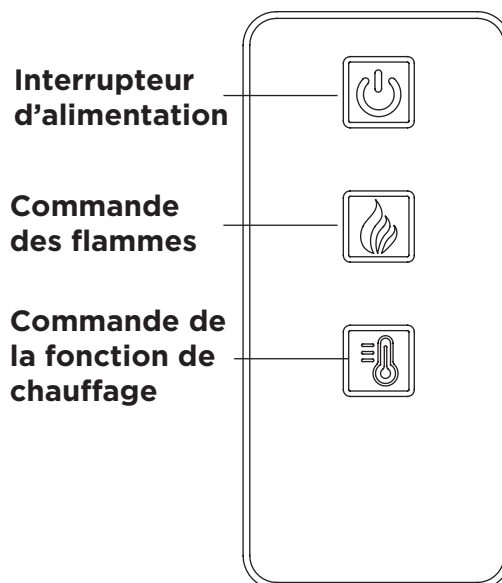 Interrupteur
d’alimentation
Commande
des flammes
Commande de
la fonction de
chauffage